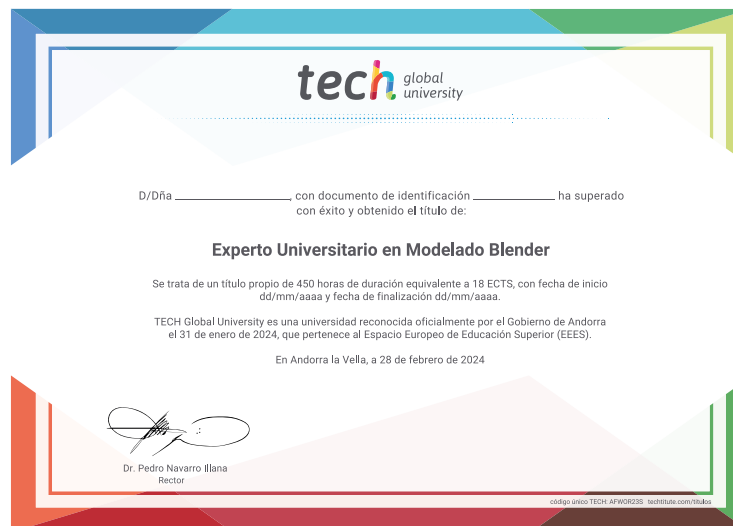 tech global university
D/Dña ____________________, con documento de identificación ______________ ha superado
con éxito y obtenido el título de:
Experto Universitario en Modelado Blender
Se trata de un título propio de 450 horas de duración equivalente a 18 ECTS, con fecha de inicio
dd/mm/aaaa y fecha de finalización dd/mm/aaaa.
TECH Global University es una universidad reconocida oficialmente por el Gobierno de Andorra
el 31 de enero de 2024, que pertenece al Espacio Europeo de Educación Superior (EEES).
En Andorra la Vella, a 28 de febrero de 2024
Dr. Pedro Navarro Illana
Rector
código único TECH: AFWOR23S techtitute.com/titulos